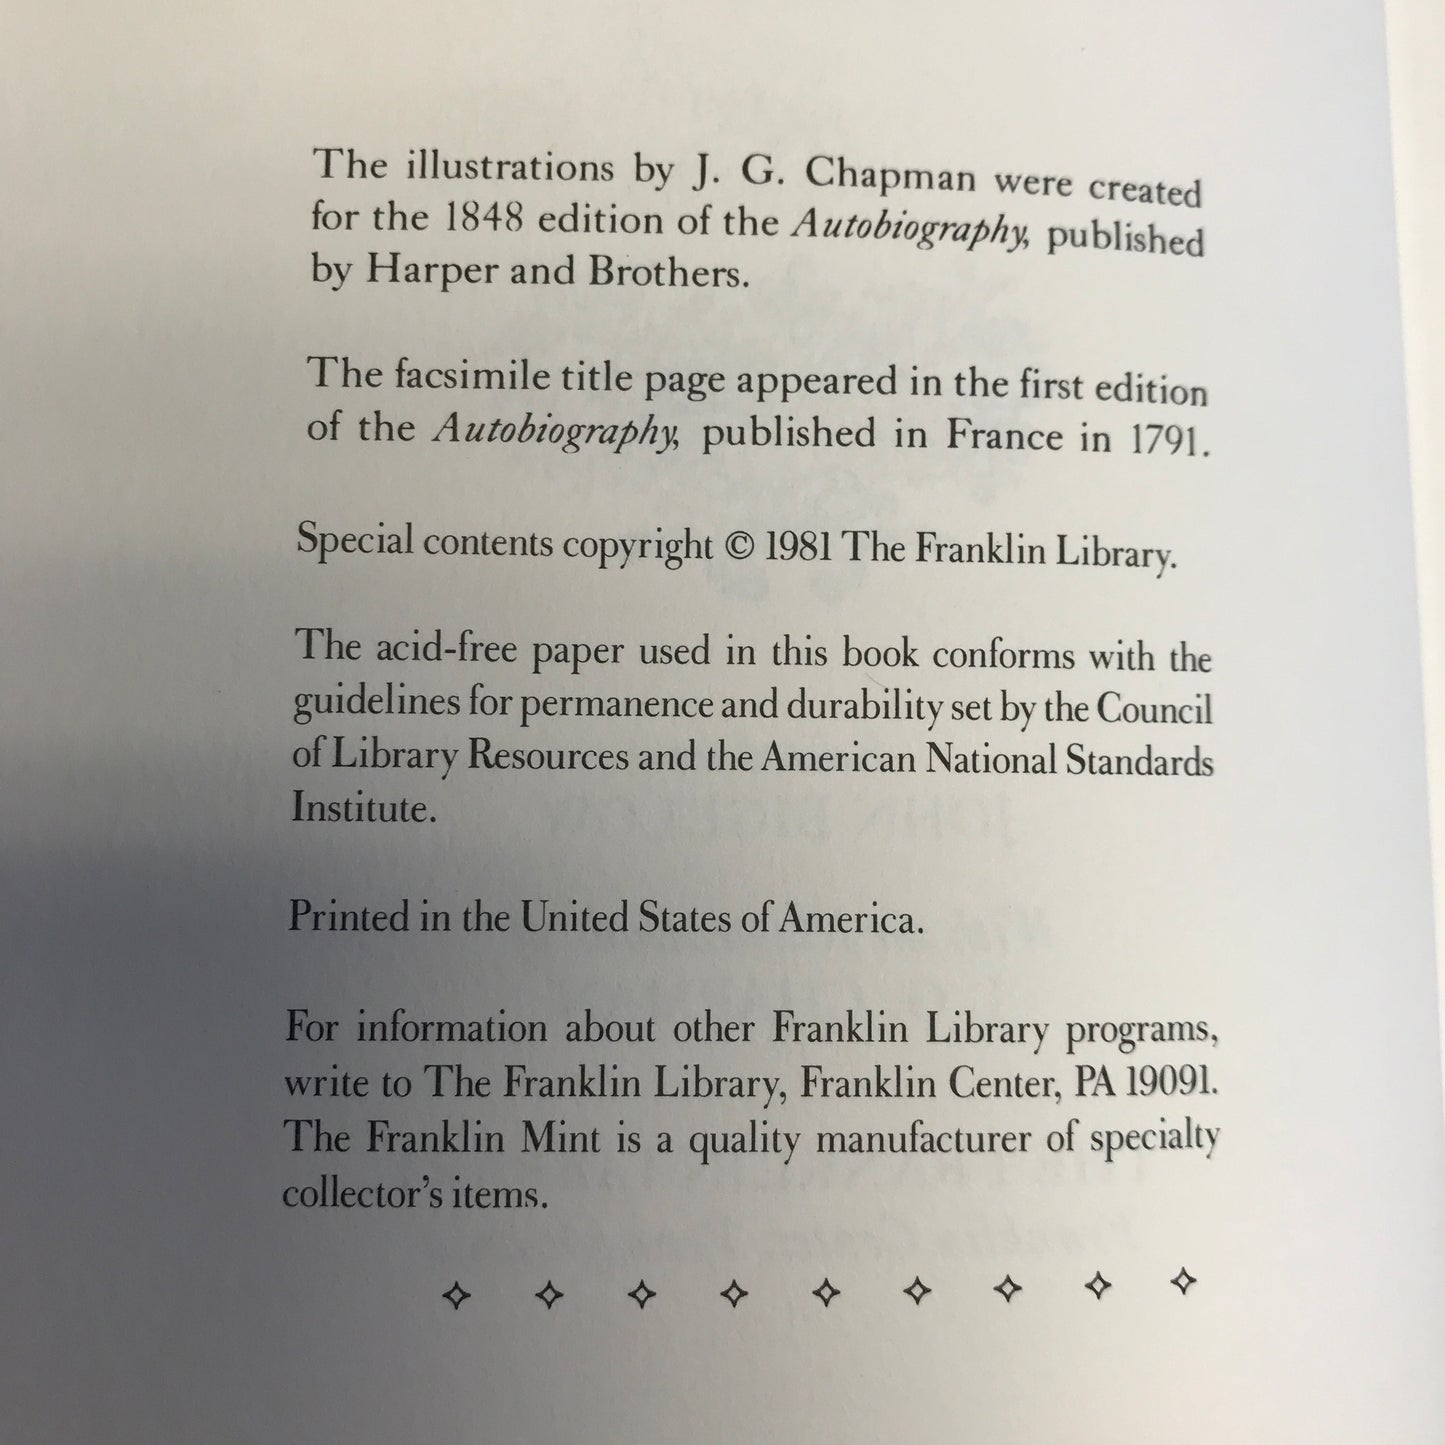 The illustrations by J. G. Chapman were created
for the 1848 edition of the Autobiography, published
by Harper and Brothers.
The facsimile title page appeared in the first edition
of the Autobiography, published in France in 1791.
Special contents copyright © 1981 The Franklin Library.
The acid-free paper used in this book conforms with the
guidelines for permanence and durability set by the Council
of Library Resources and the American National Standards
Institute.
Printed in the United States of America.
For information about other Franklin Library programs,
write to The Franklin Library, Franklin Center, PA 19091.
The Franklin Mint is a quality manufacturer of specialty
collector's items.